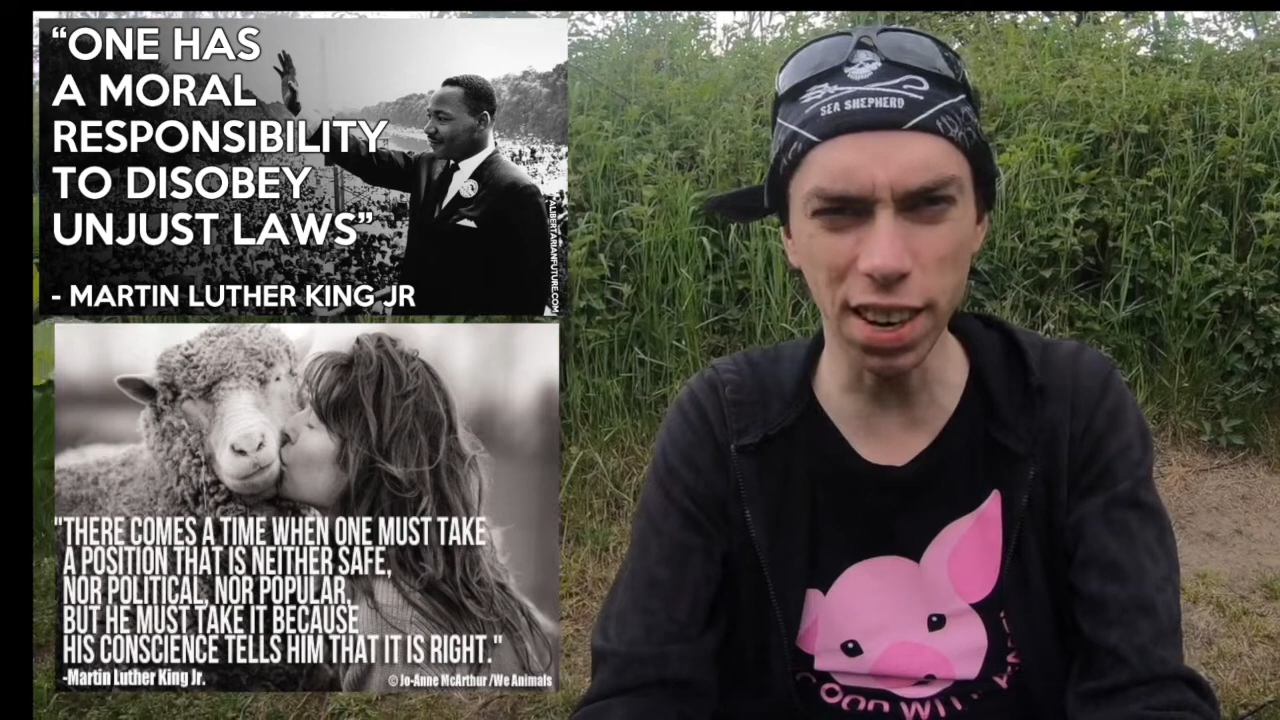 “ONE HAS
A MORAL
RESPONSIBILITY
TO DISOBEY
UNJUST LAWS”
- MARTIN LUTHER KING JR
ALIBERTARIANFUTURE.COM
"THERE COMES A TIME WHEN ONE MUST TAKE
A POSITION THAT IS NEITHER SAFE,
NOR POLITICAL, NOR POPULAR,
BUT HE MUST TAKE IT BECAUSE
HIS CONSCIENCE TELLS HIM THAT IT IS RIGHT."
-Martin Luther King Jr.
© Jo-Anne McArthur /We Animals
SEA SHEPHERD